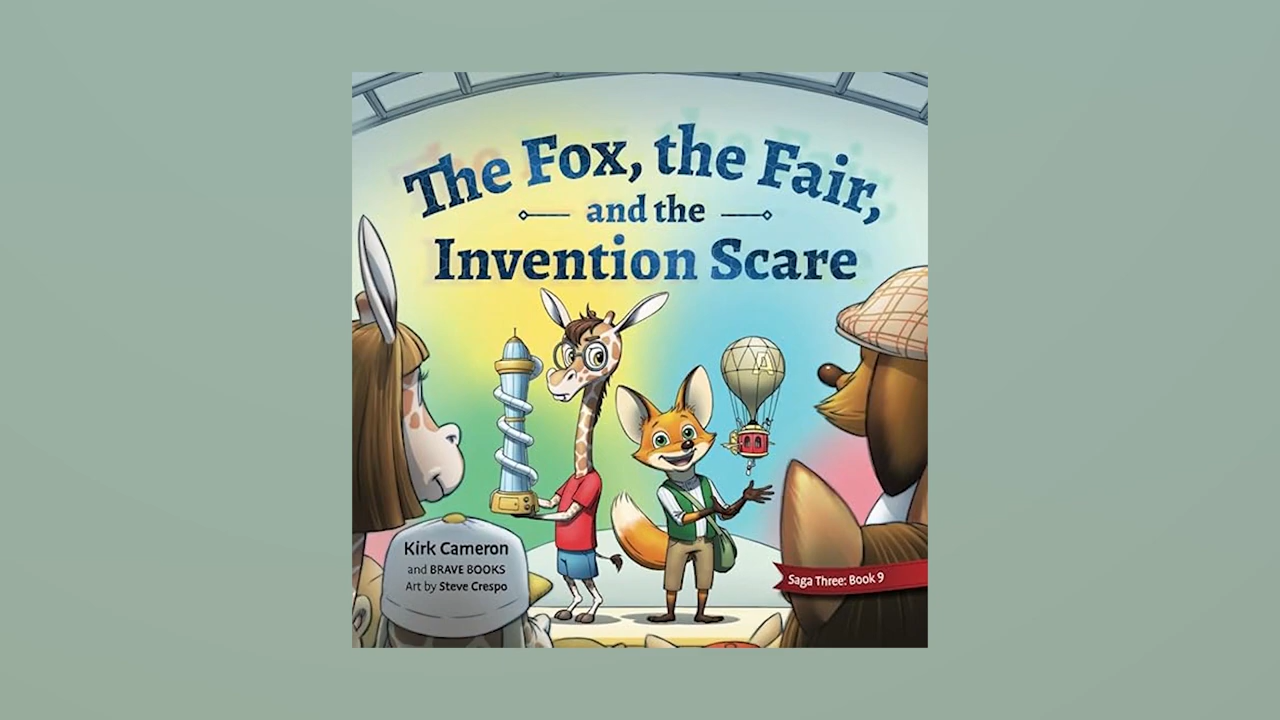 The Fox, the Fair,
and the
Invention Scare
A
Kirk Cameron
and BRAVE BOOKS
Art by Steve Crespo
Saga Three: Book 9